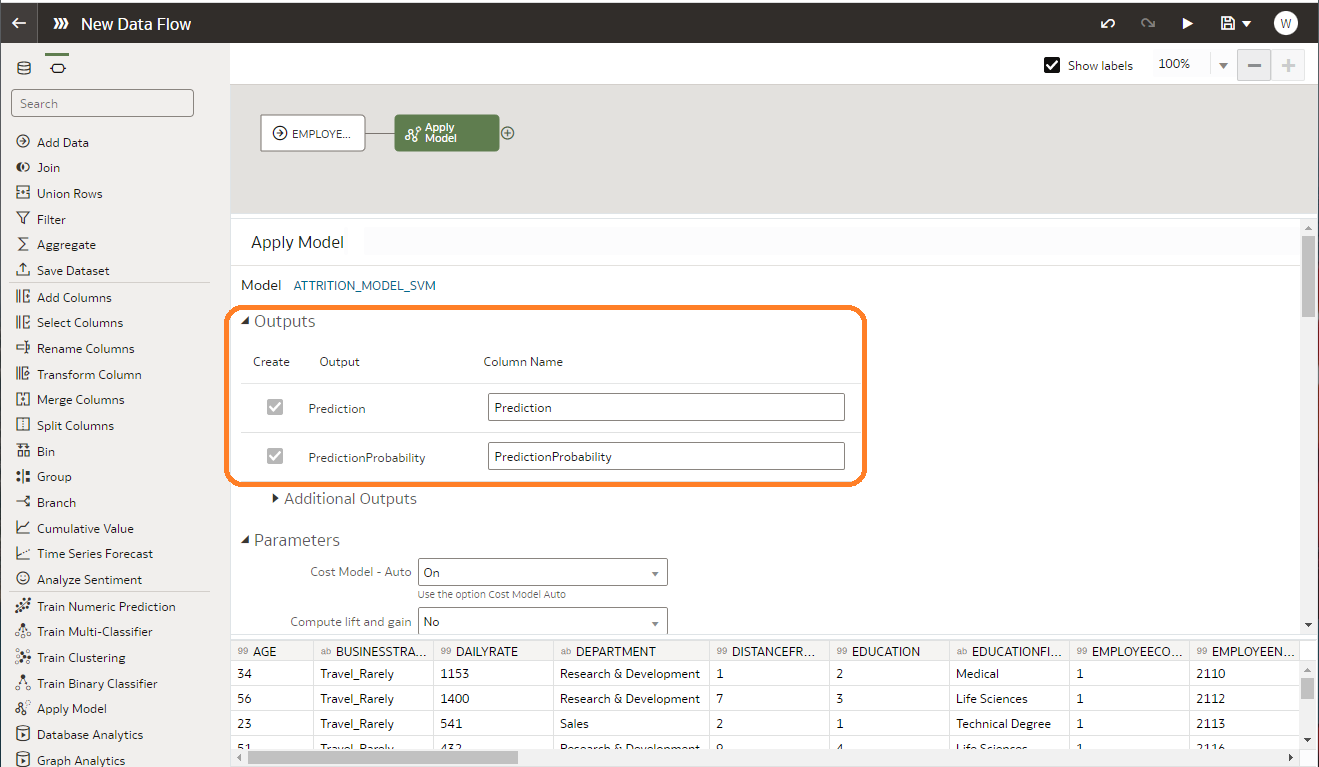 New Data Flow
W
Show labels
100%
Search
Add Data
Join
Union Rows
Filter
Aggregate
Save Dataset
Add Columns
Select Columns
Rename Columns
Transform Column
Merge Columns
Split Columns
Bin
Group
Branch
Cumulative Value
Time Series Forecast
Analyze Sentiment
Train Numeric Prediction
Train Multi-Classifier
Train Clustering
Train Binary Classifier
Apply Model
Database Analytics
Graph Analytics
EMPLOYE...
Apply
Model
Apply Model
Model ATTRITION_MODEL_SVM
Outputs
Create Output Column Name
Prediction Prediction
PredictionProbability PredictionProbability
Additional Outputs
Parameters
Cost Model - Auto On
Use the option Cost Model Auto
Compute lift and gain No
99 AGE ab BUSINESSTRA... 99 DAILYRATE ab DEPARTMENT 99 DISTANCEFR... 99 EDUCATION ab EDUCATIONFI... 99 EMPLOYEECO... 99 EMPLOYEEN...
34 Travel_Rarely 1153 Research & Development 1 2 Medical 1 2110
56 Travel_Rarely 1400 Research & Development 7 3 Life Sciences 1 2112
23 Travel_Rarely 541 Sales 2 1 Technical Degree 1 2113
51 Travel_Rarely 432 Research & Development 9 4 Life Sciences 1 2116